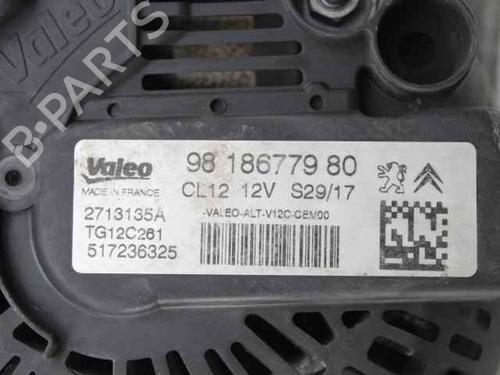 Valeo
B-PARTS
Valeo
98 186779 80
MADE IN FRANCE
CL12 12V S29/17
2713135A
-VALEO-ALT-V12C-GEM00
TG12C261
517236325